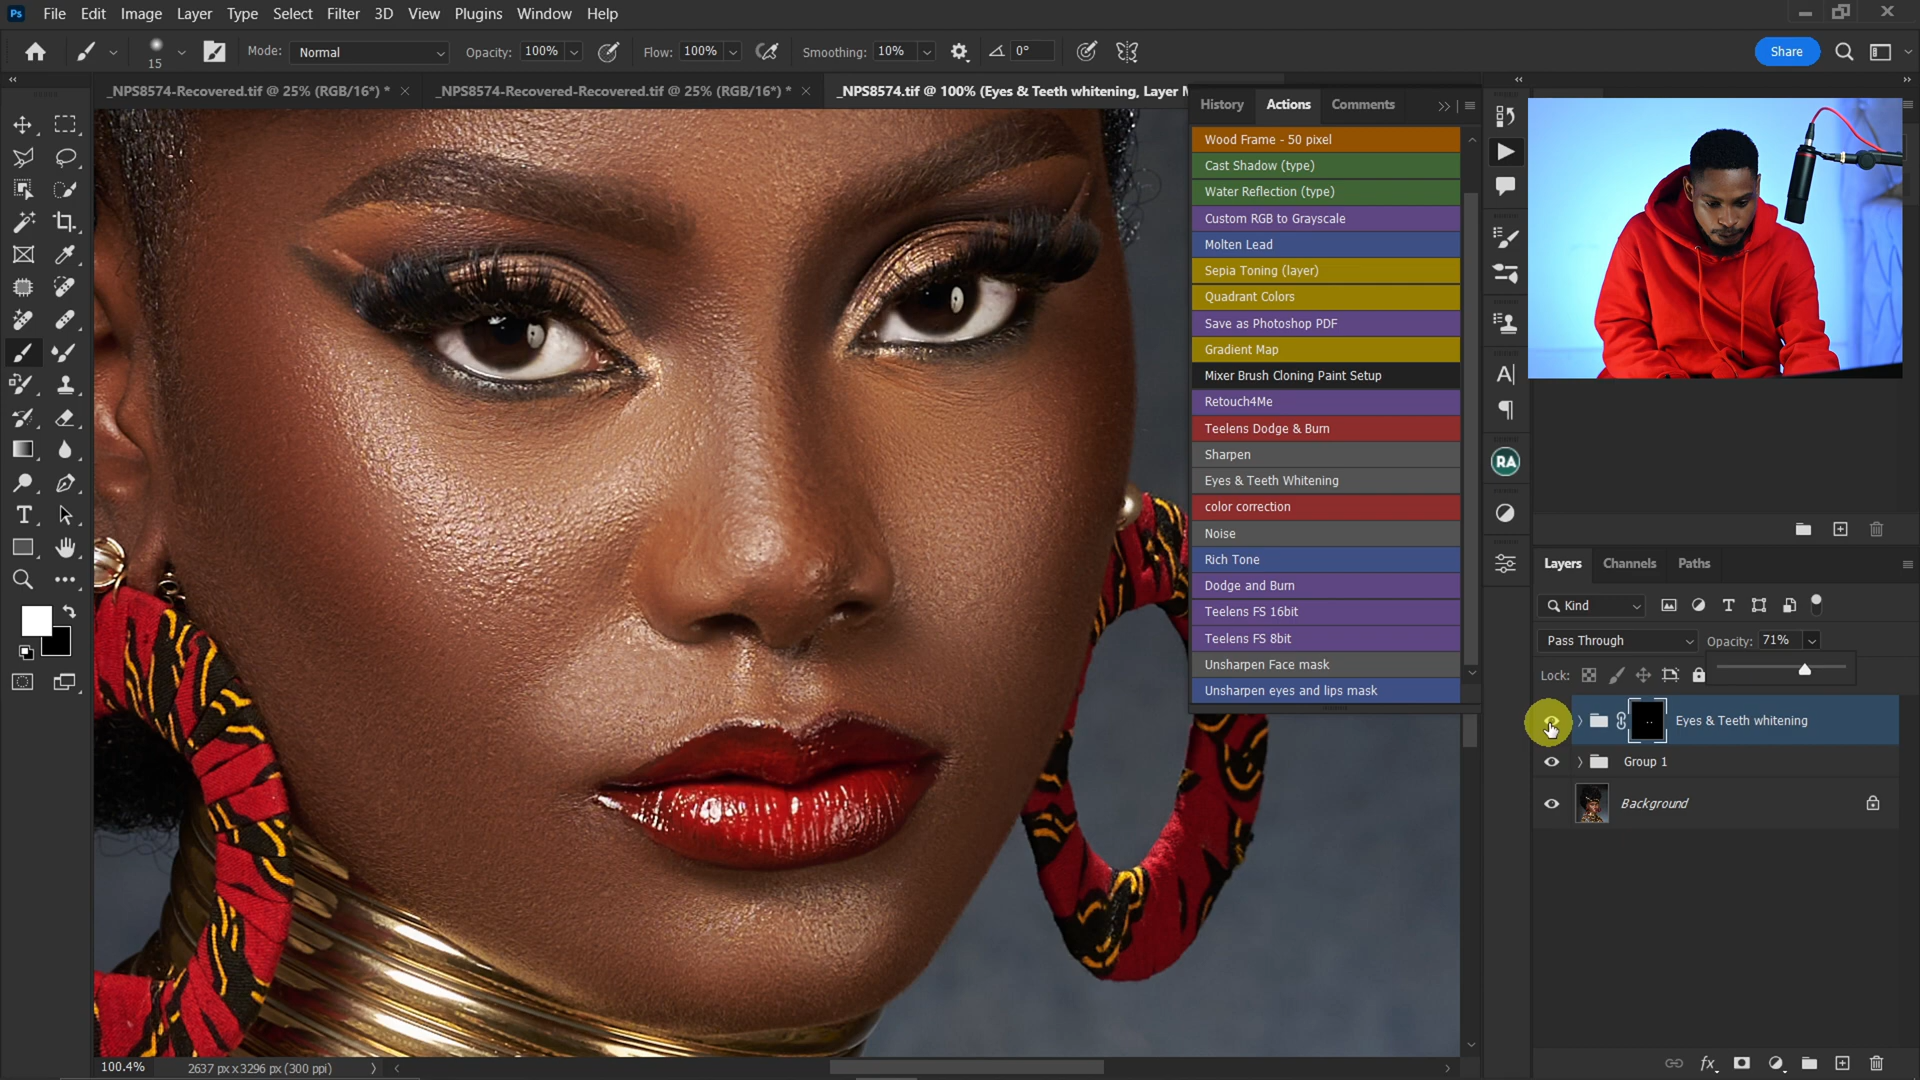 Ps File Edit Image Layer Type Select Filter 3D View Plugins Window Help
15 Mode: Normal Opacity: 100% Flow: 100% Smoothing: 10% 0° Share
_NPS8574-Recovered.tif @ 25% (RGB/16*) * _NPS8574-Recovered-Recovered.tif @ 25% (RGB/16*) * _NPS8574.tif @ 100% (Eyes & Teeth whitening, Layer M
History Actions Comments
Wood Frame - 50 pixel
Cast Shadow (type)
Water Reflection (type)
Custom RGB to Grayscale
Molten Lead
Sepia Toning (layer)
Quadrant Colors
Save as Photoshop PDF
Gradient Map
Mixer Brush Cloning Paint Setup
Retouch4Me
Teelens Dodge & Burn
Sharpen
Eyes & Teeth Whitening
color correction
Noise
Rich Tone
Dodge and Burn
Teelens FS 16bit
Teelens FS 8bit
Unsharpen Face mask
Unsharpen eyes and lips mask
RA
Layers Channels Paths
Kind
Pass Through Opacity: 71%
Lock:
Eyes & Teeth whitening
Group 1
Background
100.4% 2637 px x 3296 px (300 ppi)